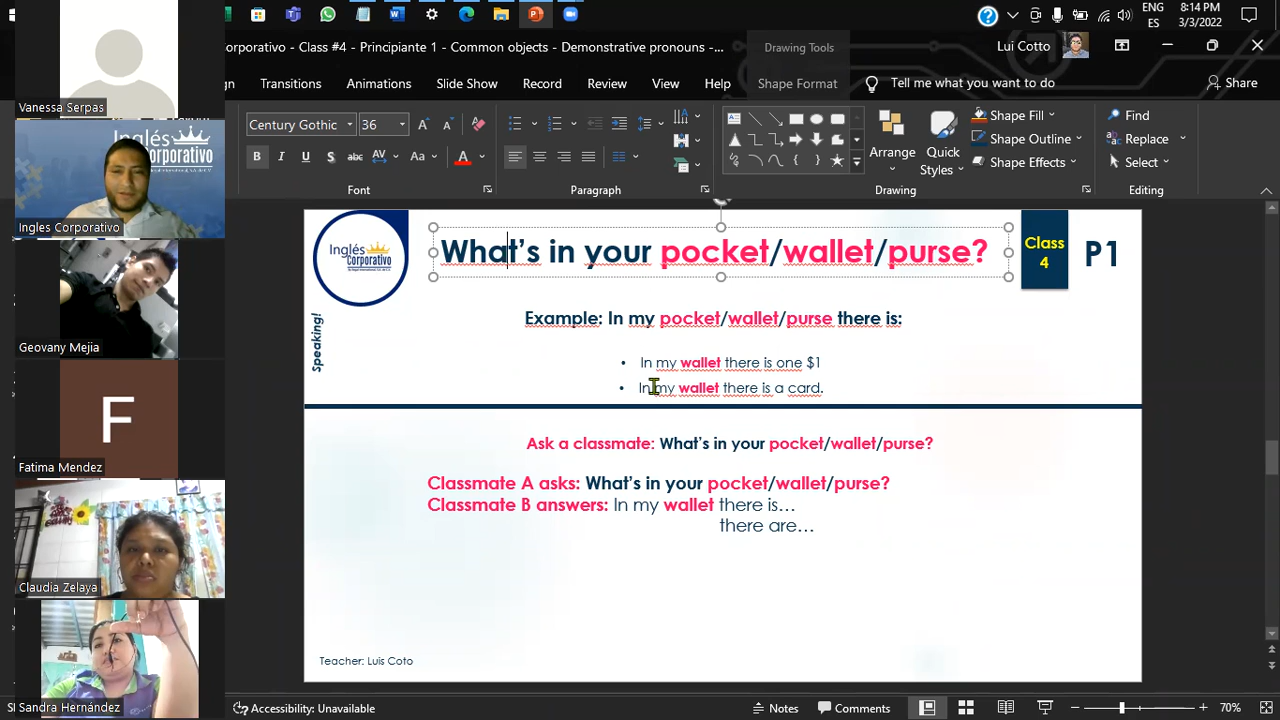 Vanessa Serpas
Inglés
Corporativo
Ingles Corporativo
Geovany Mejia
F
Fatima Mendez
Claudia Zelaya
Sandra Hernández
ENG
ES
8:14 PM
3/3/2022
orporativo - Class #4 - Principiante 1 - Common objects - Demonstrative pronouns -...
Drawing Tools
Lui Cotto
gn Transitions Animations Slide Show Record Review View Help Shape Format Tell me what you want to do Share
Century Gothic 36
Font
Paragraph
Arrange
Quick
Styles
Shape Fill
Shape Outline
Shape Effects
Drawing
Find
Replace
Select
Editing
Inglés
Corporativo
What's in your pocket/wallet/purse?
Class
4
P1
Speaking!
Example: In my pocket/wallet/purse there is:
• In my wallet there is one $1
• In my wallet there is a card.
Ask a classmate: What's in your pocket/wallet/purse?
Classmate A asks: What's in your pocket/wallet/purse?
Classmate B answers: In my wallet there is…
there are…
Teacher: Luis Coto
Accessibility: Unavailable
Notes
Comments
70%